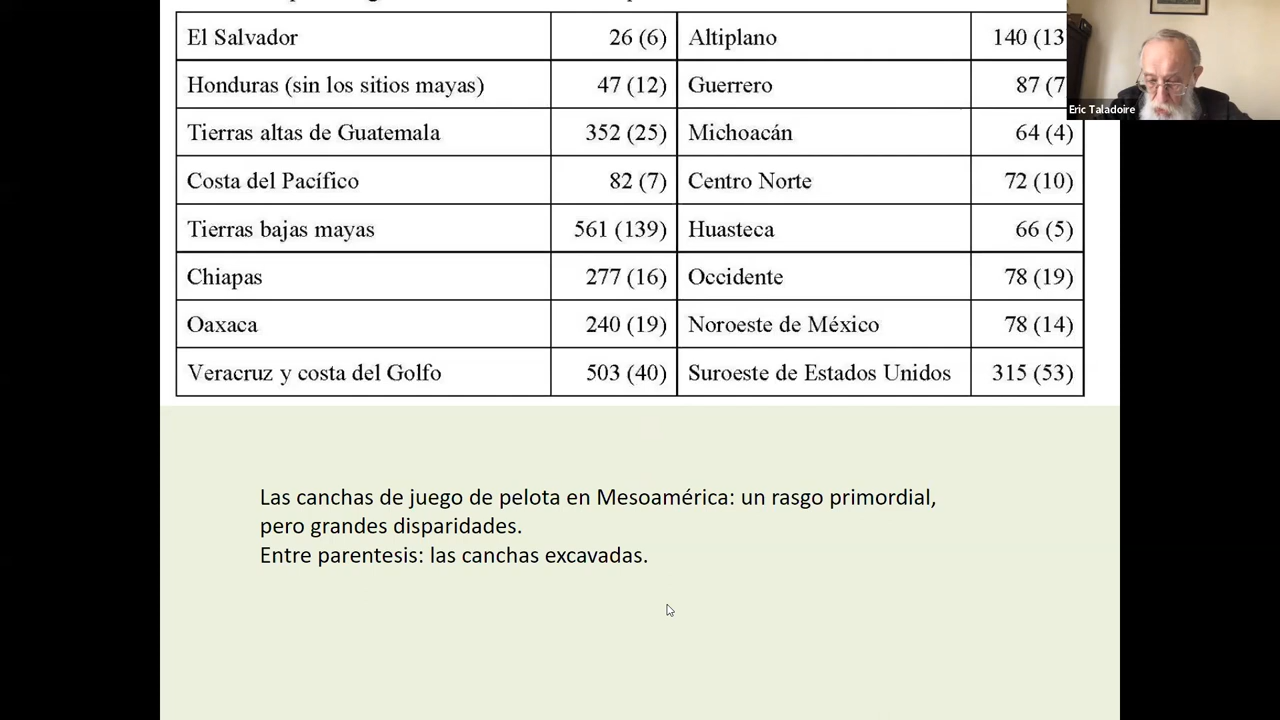 El Salvador 26 (6) Altiplano 140 (13
Honduras (sin los sitios mayas) 47 (12) Guerrero 87 (7
Tierras altas de Guatemala 352 (25) Michoacán 64 (4)
Costa del Pacífico 82 (7) Centro Norte 72 (10)
Tierras bajas mayas 561 (139) Huasteca 66 (5)
Chiapas 277 (16) Occidente 78 (19)
Oaxaca 240 (19) Noroeste de México 78 (14)
Veracruz y costa del Golfo 503 (40) Suroeste de Estados Unidos 315 (53)
Eric Taladoire
Las canchas de juego de pelota en Mesoamérica: un rasgo primordial,
pero grandes disparidades.
Entre parentesis: las canchas excavadas.